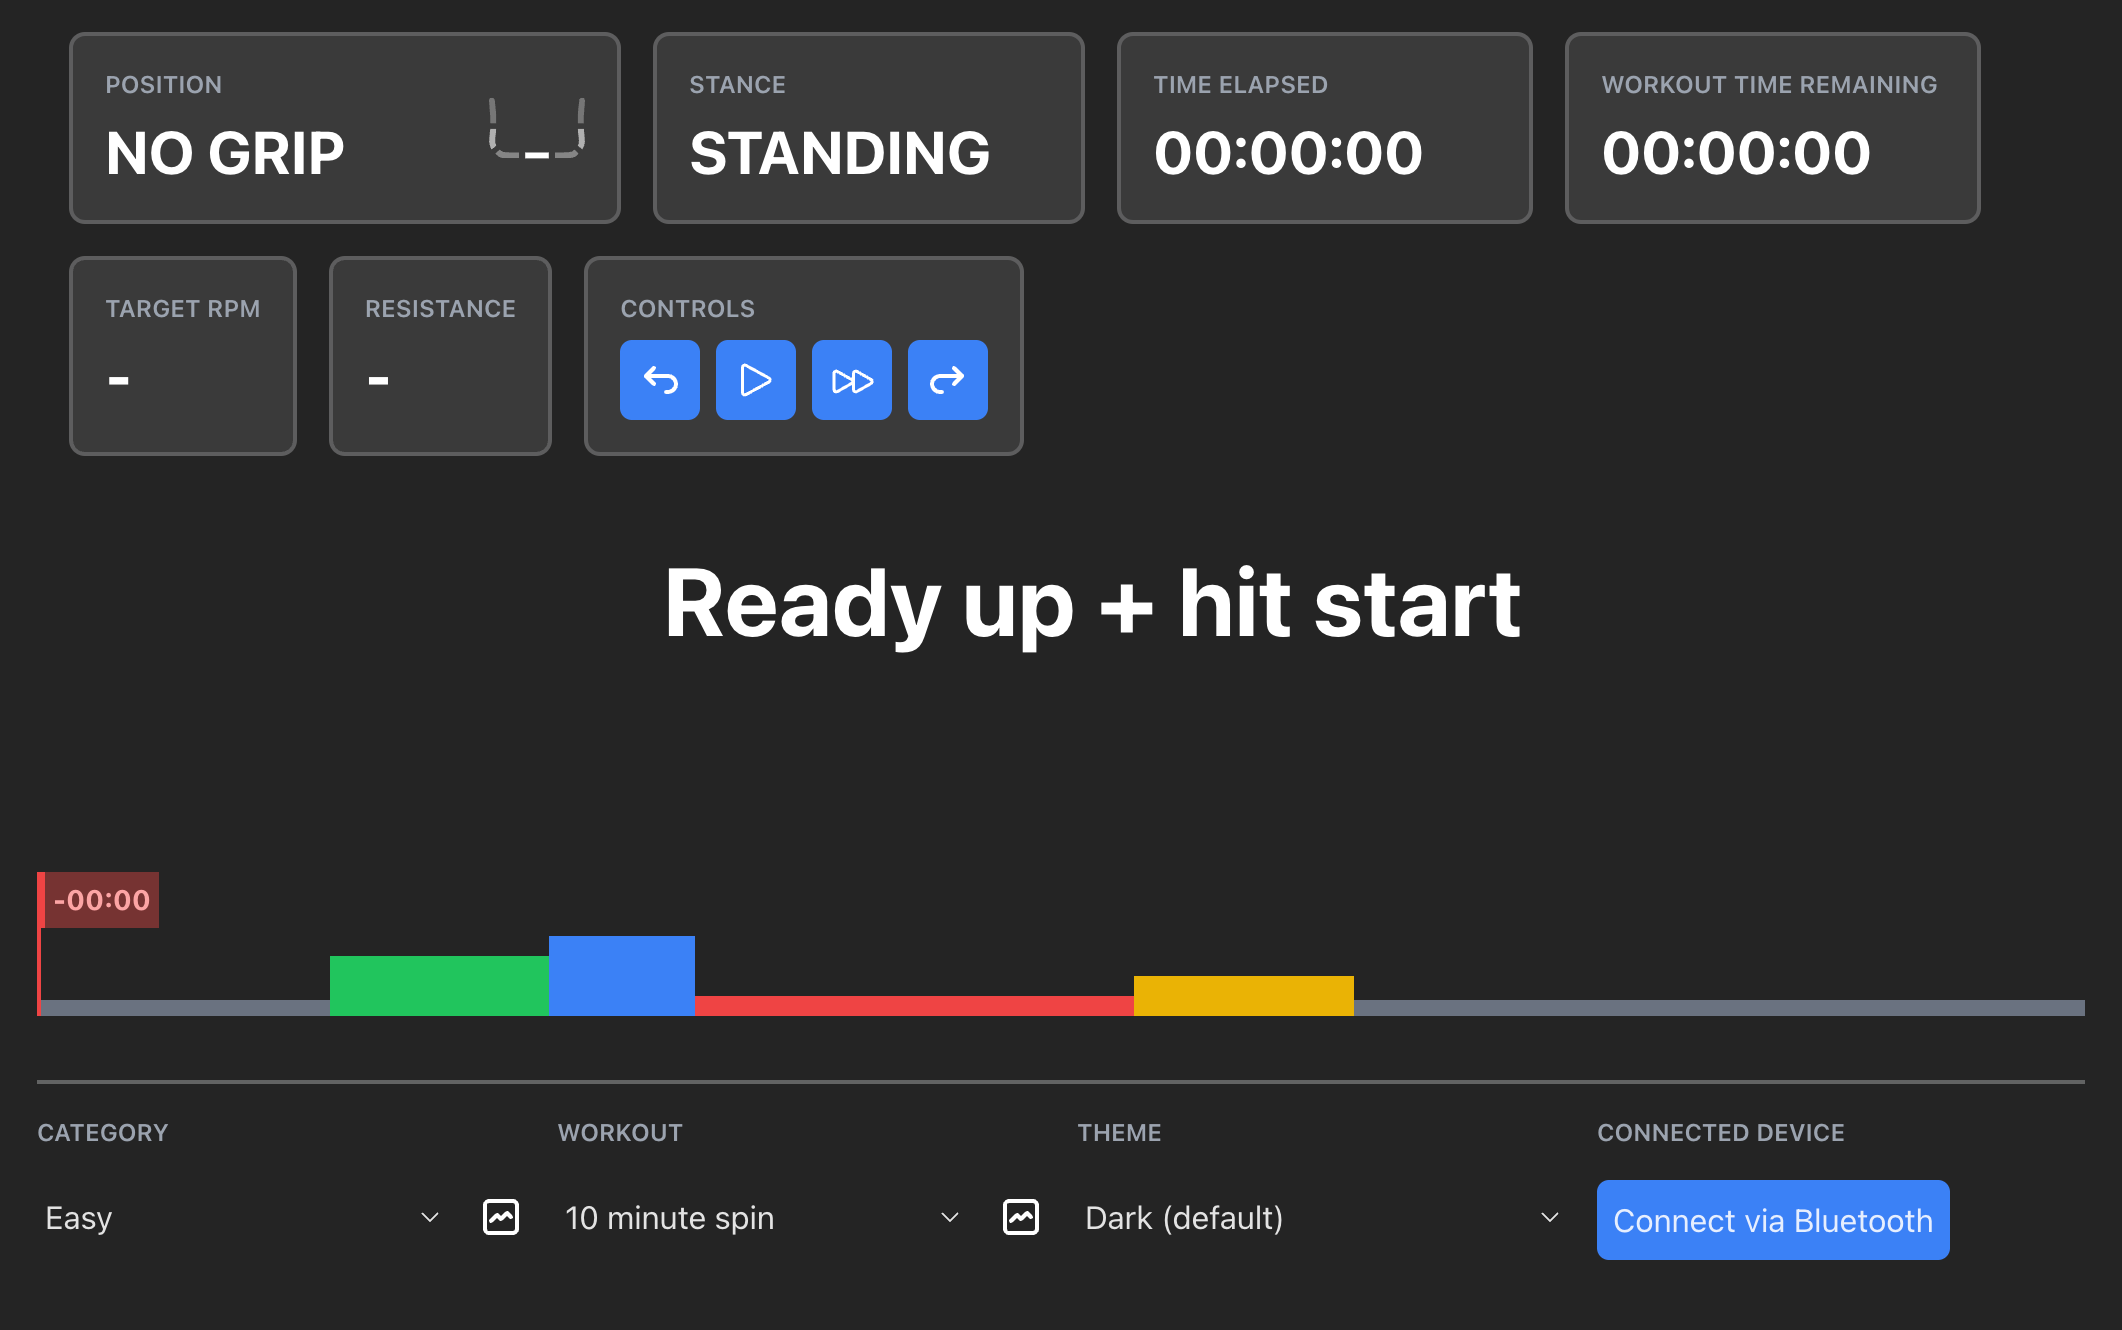 POSITION
NO GRIP
STANCE
STANDING
TIME ELAPSED
00:00:00
WORKOUT TIME REMAINING
00:00:00
TARGET RPM
-
RESISTANCE
-
CONTROLS
Ready up + hit start
-00:00
CATEGORY
Easy
WORKOUT
10 minute spin
THEME
Dark (default)
CONNECTED DEVICE
Connect via Bluetooth